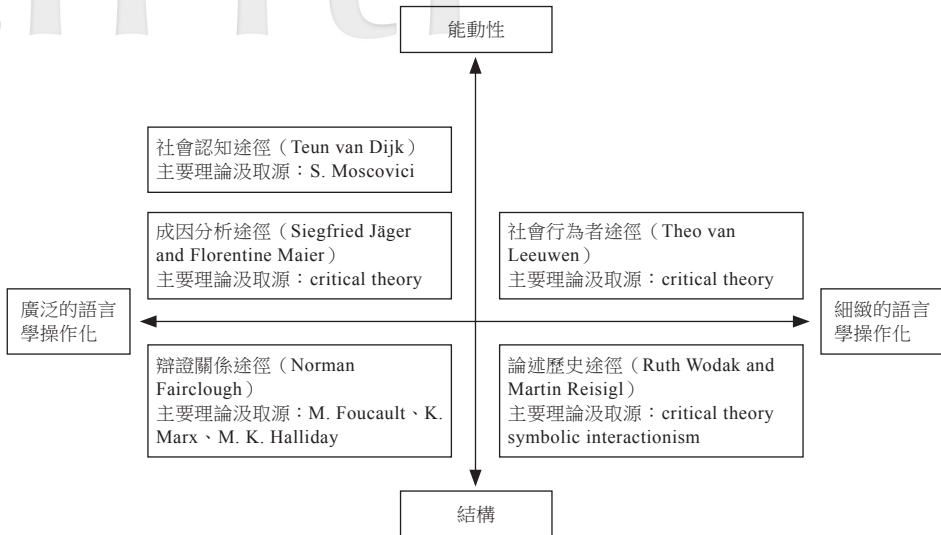 能動性
社會認知途徑（Teun van Dijk）
主要理論汲取源：S. Moscovici
成因分析途徑（Siegfried Jäger
and Florentine Maier）
主要理論汲取源：critical theory
社會行為者途徑（Theo van
Leeuwen）
主要理論汲取源：critical theory
廣泛的語言
學操作化
細緻的語言
學操作化
辯證關係途徑（Norman
Fairclough）
主要理論汲取源：M. Foucault、K.
Marx、M. K. Halliday
論述歷史途徑（Ruth Wodak and
Martin Reisigl）
主要理論汲取源：critical theory
symbolic interactionism
結構